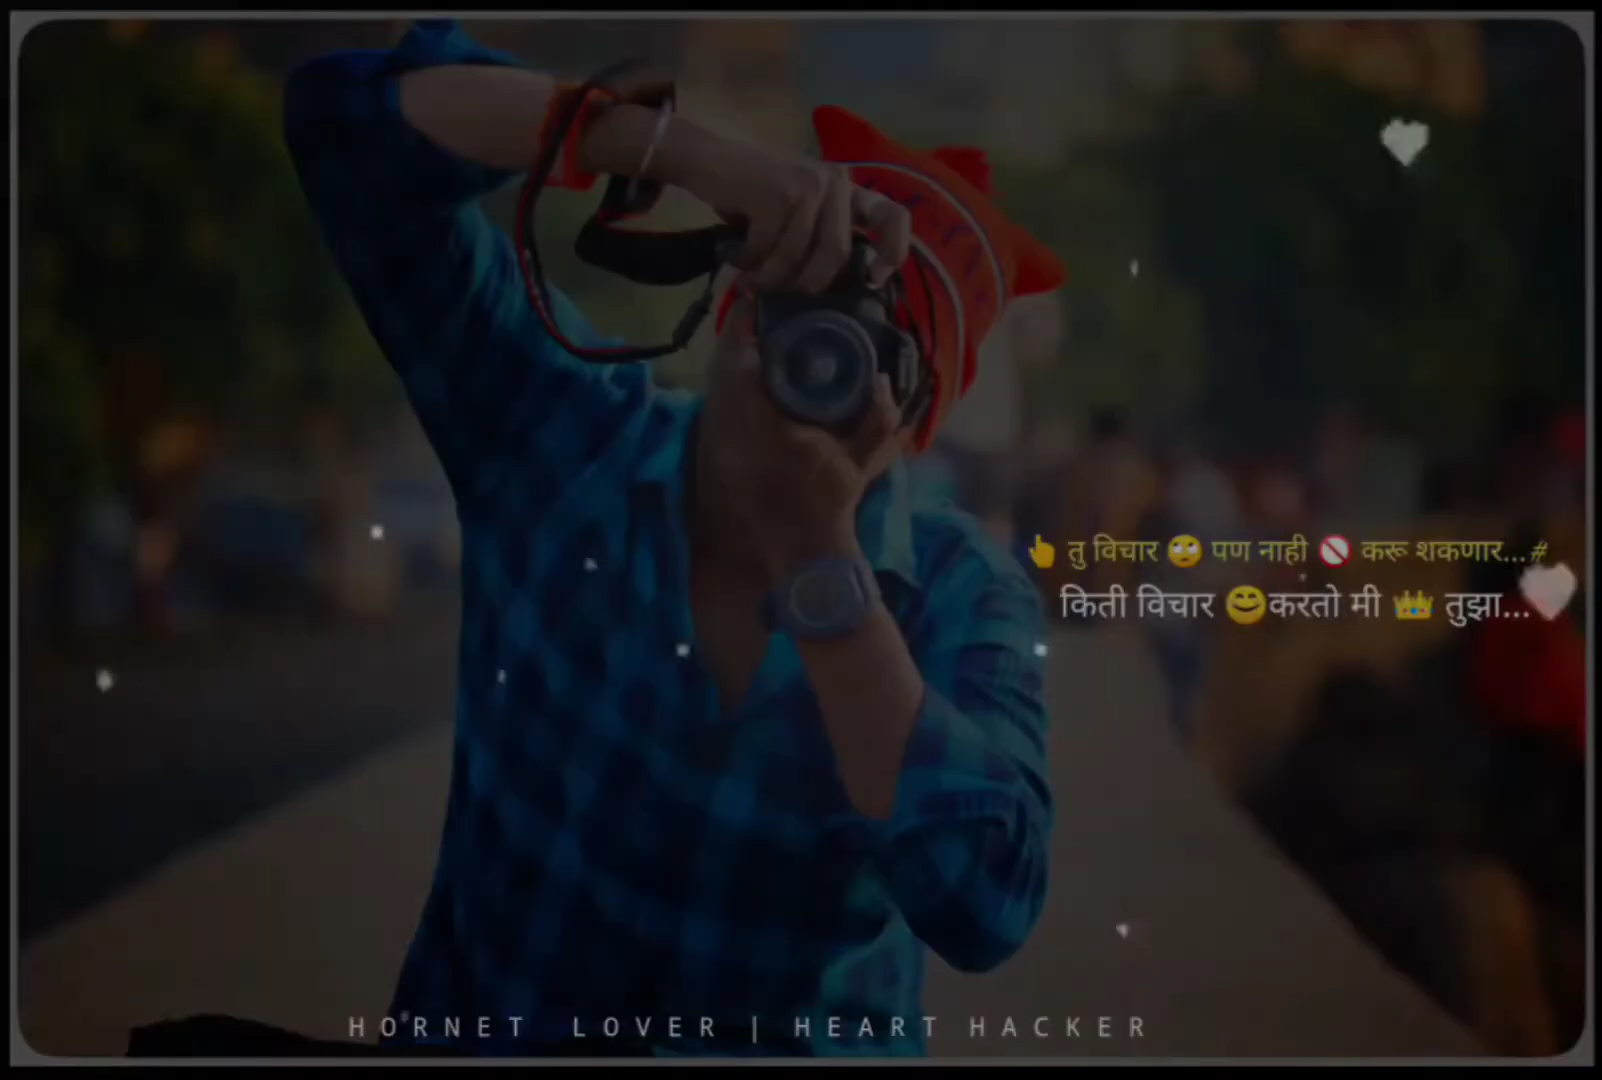 👆 तु विचार 🙄 पण नाही 🚫 करू शकणार...#
किती विचार 😊करतो मी 👑 तुझा...
HORNET LOVER | HEART HACKER